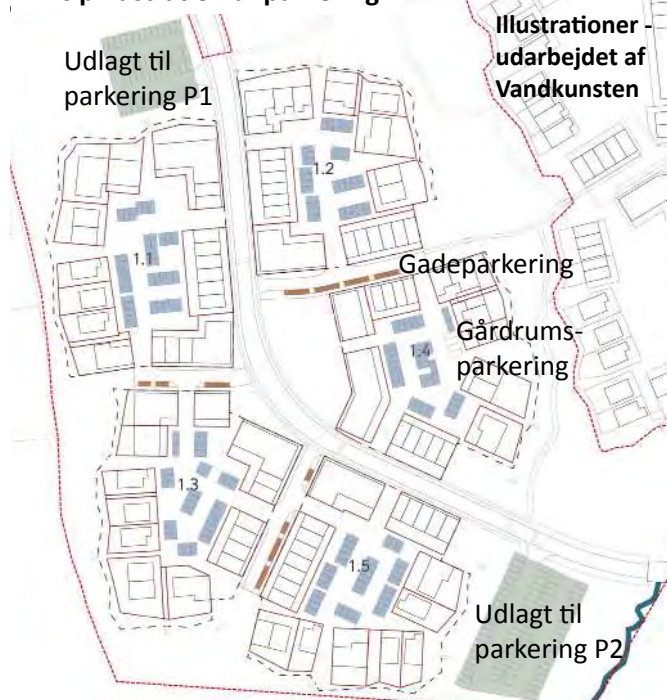 Illustrationer -
udarbejdet af
Vandkunsten
Udlagt til
parkering P1
1.2
1.1
Gadeparkering
Gårdrums-
parkering
1.4
1.3
1.5
Udlagt til
parkering P2